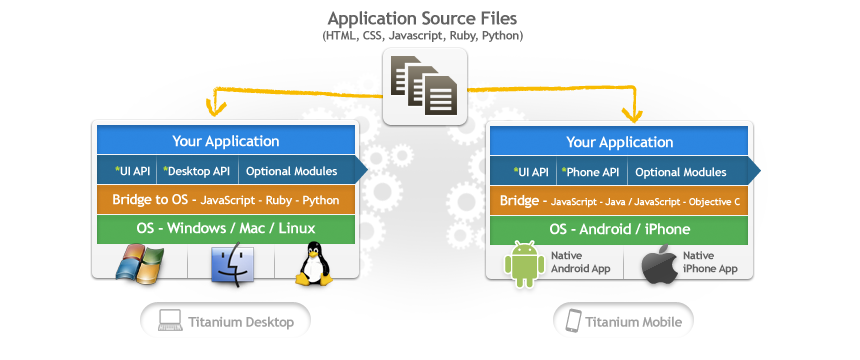 Application Source Files
(HTML, CSS, Javascript, Ruby, Python)
Your Application
*UI API *Desktop API Optional Modules
Bridge to OS - JavaScript - Ruby - Python
OS - Windows / Mac / Linux
Titanium Desktop
Your Application
*UI API *Phone API Optional Modules
Bridge - JavaScript - Java / JavaScript - Objective C
OS - Android / iPhone
Native
Android App
Native
iPhone App
Titanium Mobile